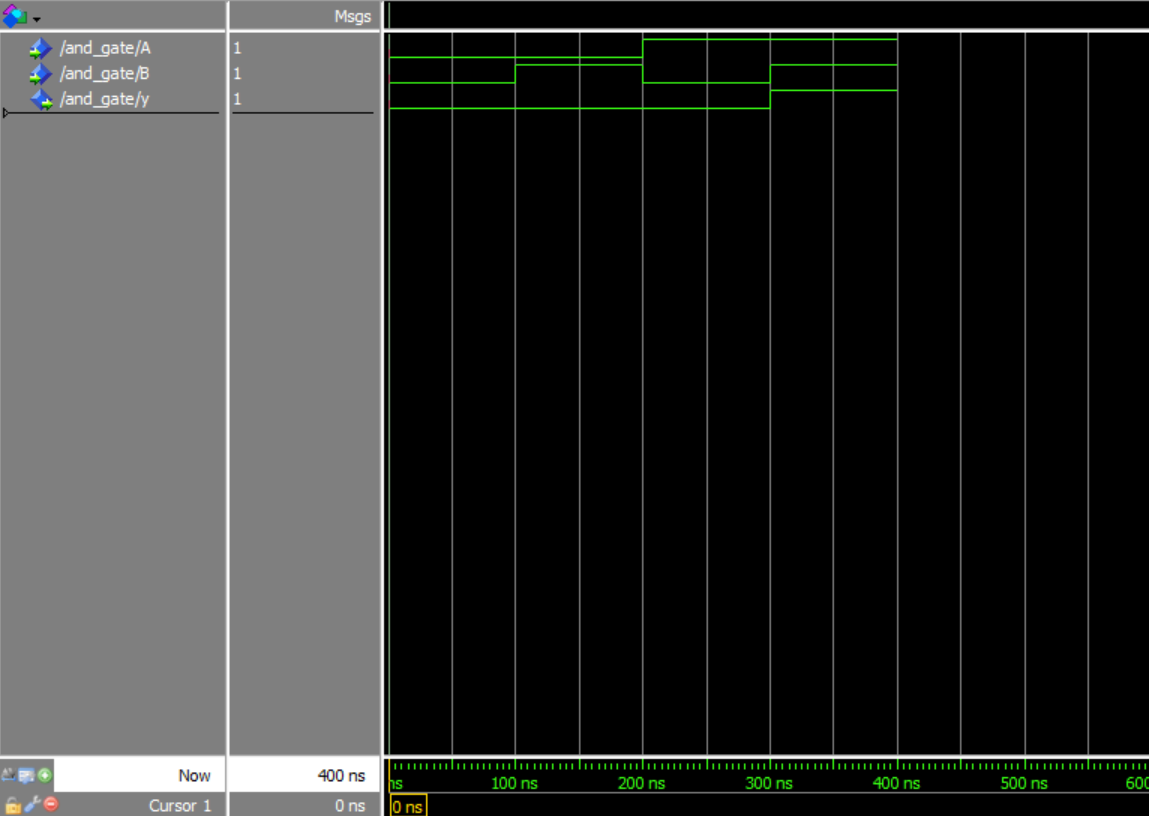 Msgs
/and_gate/A 1
/and_gate/B 1
/and_gate/y 1
Now 400 ns
ns 100 ns 200 ns 300 ns 400 ns 500 ns 600
Cursor 1 0 ns
0 ns